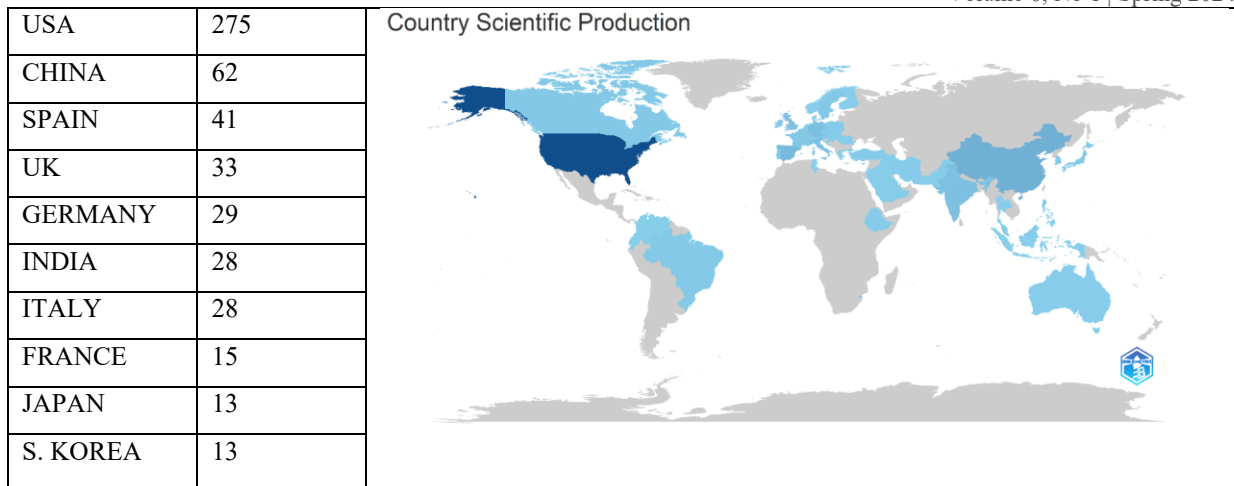 USA 275
CHINA 62
SPAIN 41
UK 33
GERMANY 29
INDIA 28
ITALY 28
FRANCE 15
JAPAN 13
S. KOREA 13
Country Scientific Production